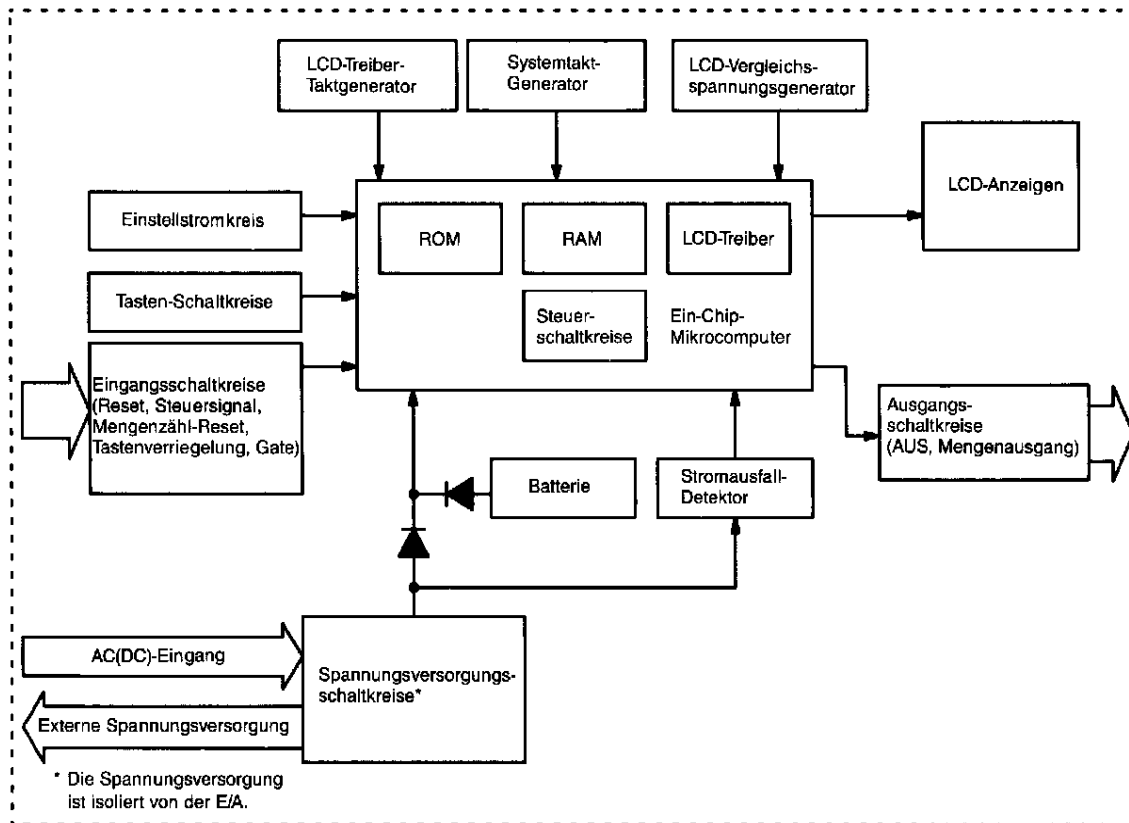 LCD-Treiber-
Taktgenerator
Systemtakt-
Generator
LCD-Vergleichs-
spannungsgenerator
LCD-Anzeigen
Einstellstromkreis
ROM
RAM
LCD-Treiber
Tasten-Schaltkreise
Steuer-
schaltkreise
Ein-Chip-
Mikrocomputer
Eingangsschaltkreise
(Reset, Steuersignal,
Mengenzähl-Reset,
Tastenverriegelung, Gate)
Ausgangs-
schaltkreise
(AUS, Mengenausgang)
Batterie
Stromausfall-
Detektor
AC(DC)-Eingang
Spannungsversorgungs-
schaltkreise*
Externe Spannungsversorgung
* Die Spannungsversorgung
ist isoliert von der E/A.